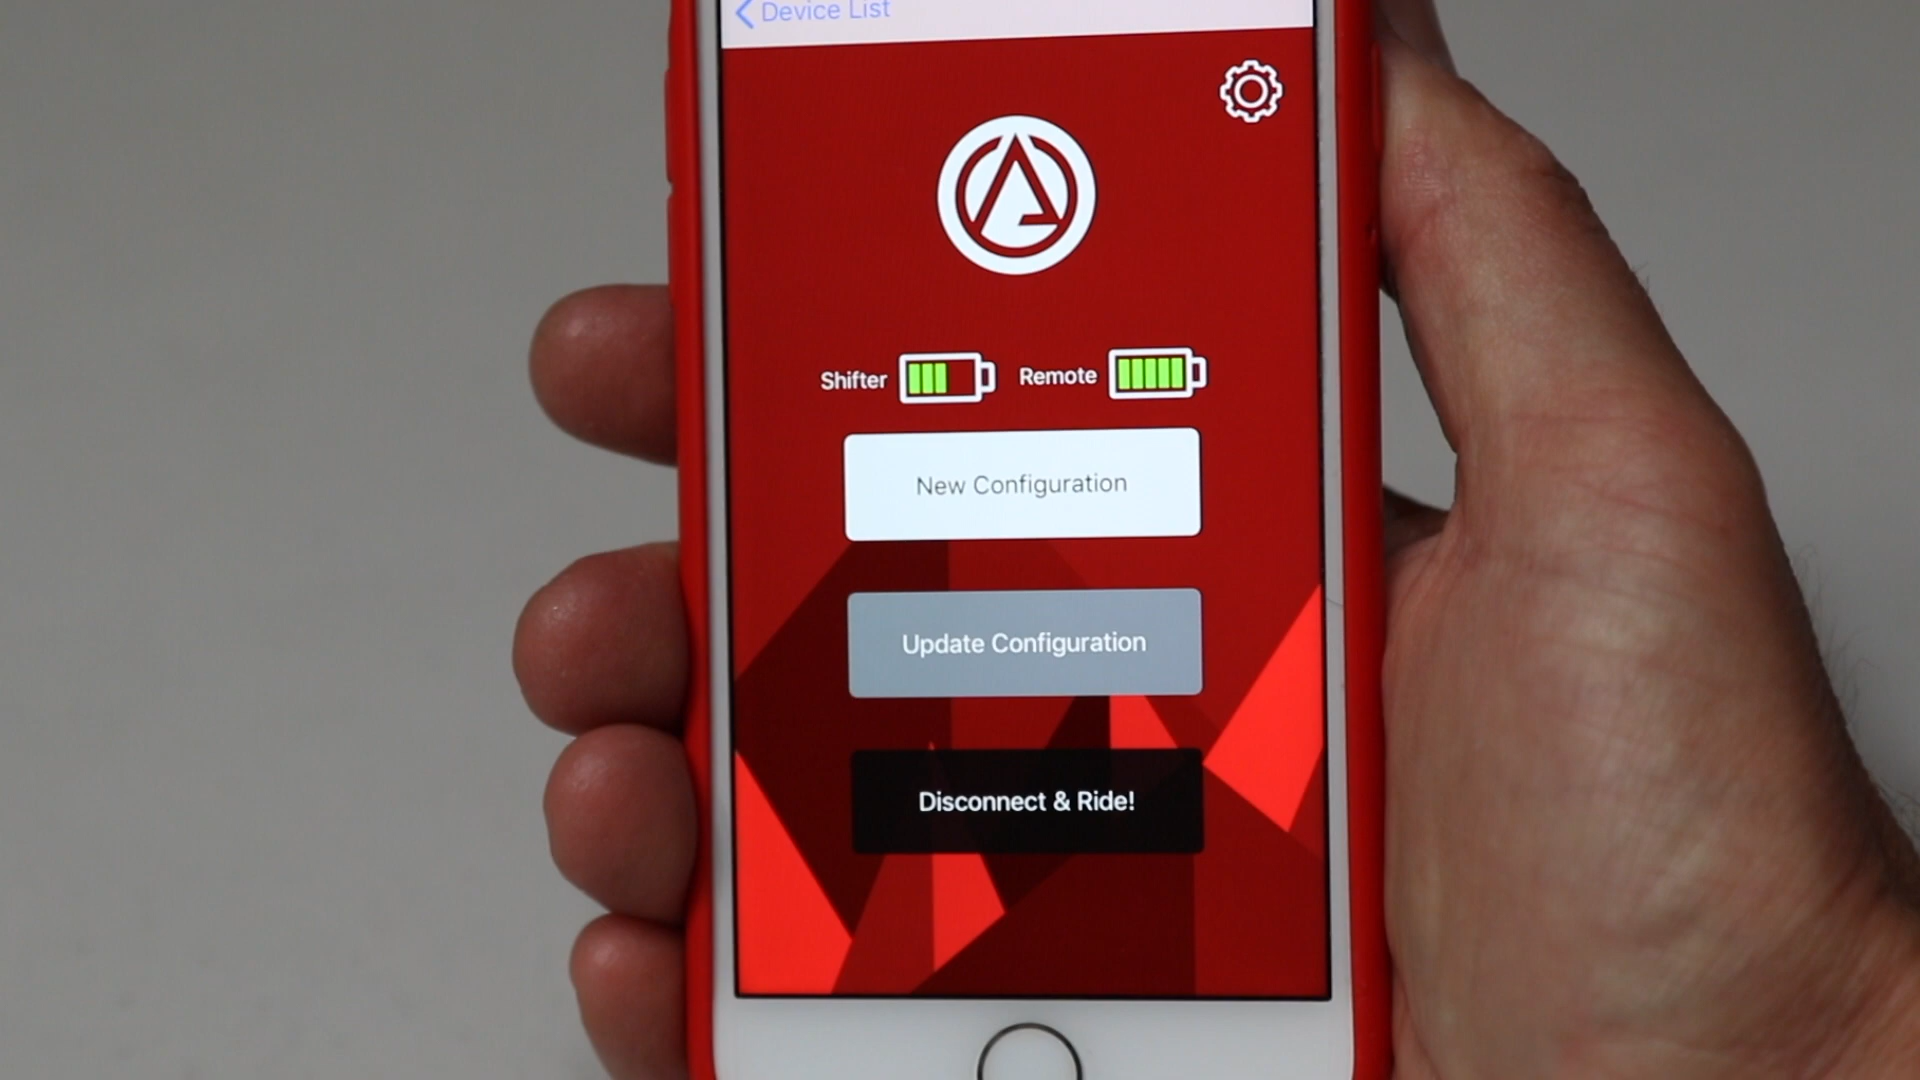 Device List
Shifter Remote
New Configuration
Update Configuration
Disconnect & Ride!